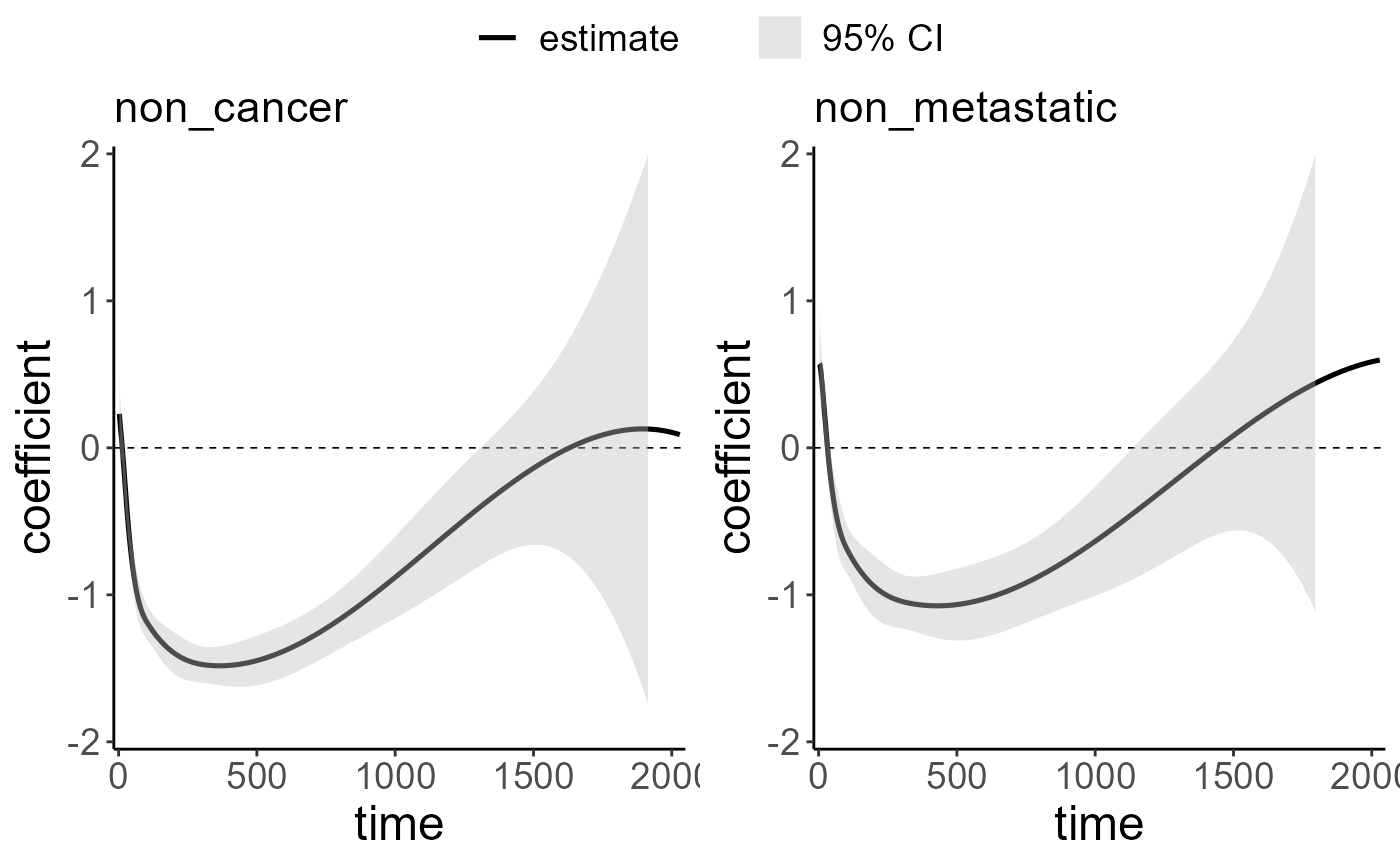 estimate 95% CI
non_cancer non_metastatic
2 2
1 1
coefficient coefficient
0 0
-1 -1
-2 -2
0 500 1000 1500 2000 0 500 1000 1500 2000
time time